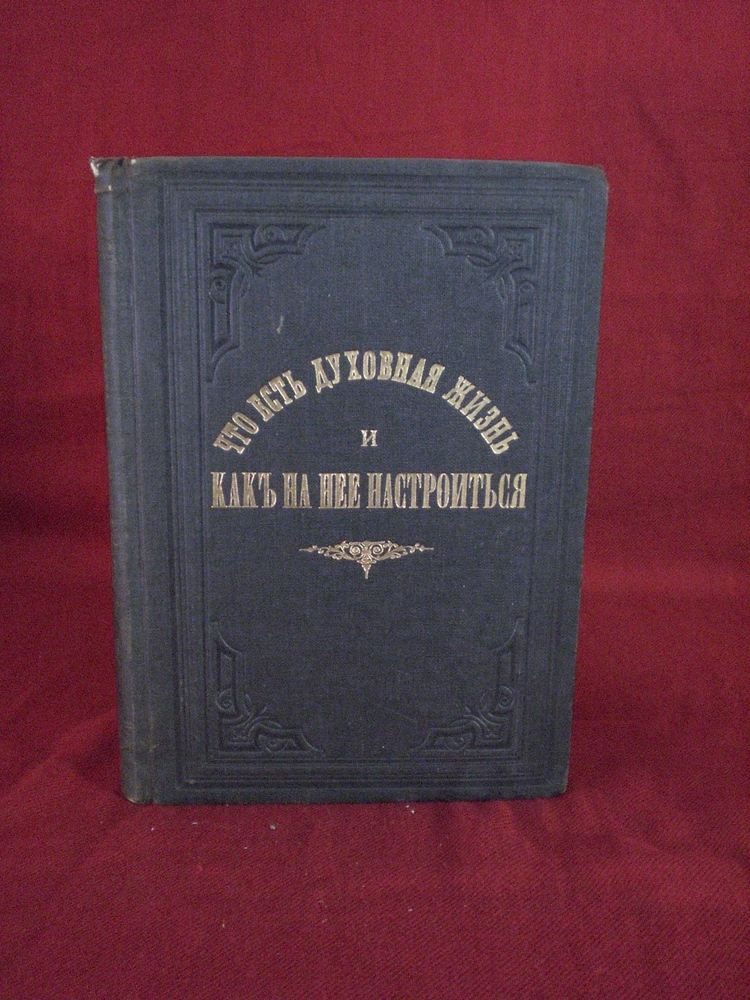 ЧТО ЕСТЬ ДУХОВНАЯ ЖИЗНЬ
И
КАКЪ НА НЕЕ НАСТРОИТЬСЯ